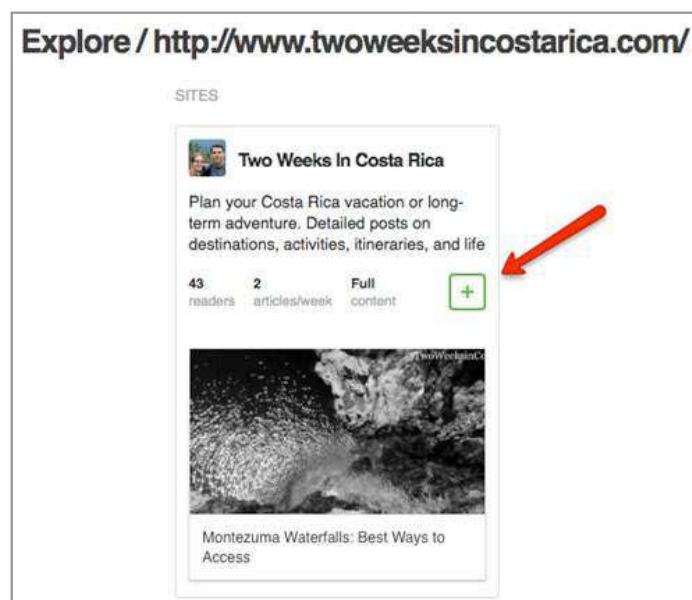 Explore / http://www.twoweeksincostarica.com/
SITES
Two Weeks In Costa Rica
Plan your Costa Rica vacation or long-
term adventure. Detailed posts on
destinations, activities, itineraries, and life
43 2 Full
readers articles/week content
+
TwoWeeksinCo
Montezuma Waterfalls: Best Ways to
Access